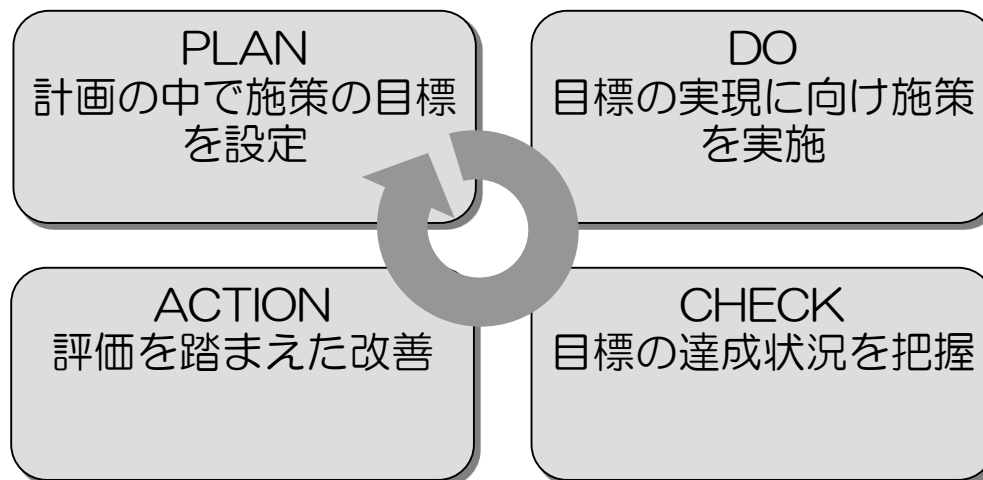 PLAN
計画の中で施策の目標
を設定
DO
目標の実現に向け施策
を実施
ACTION
評価を踏まえた改善
CHECK
目標の達成状況を把握